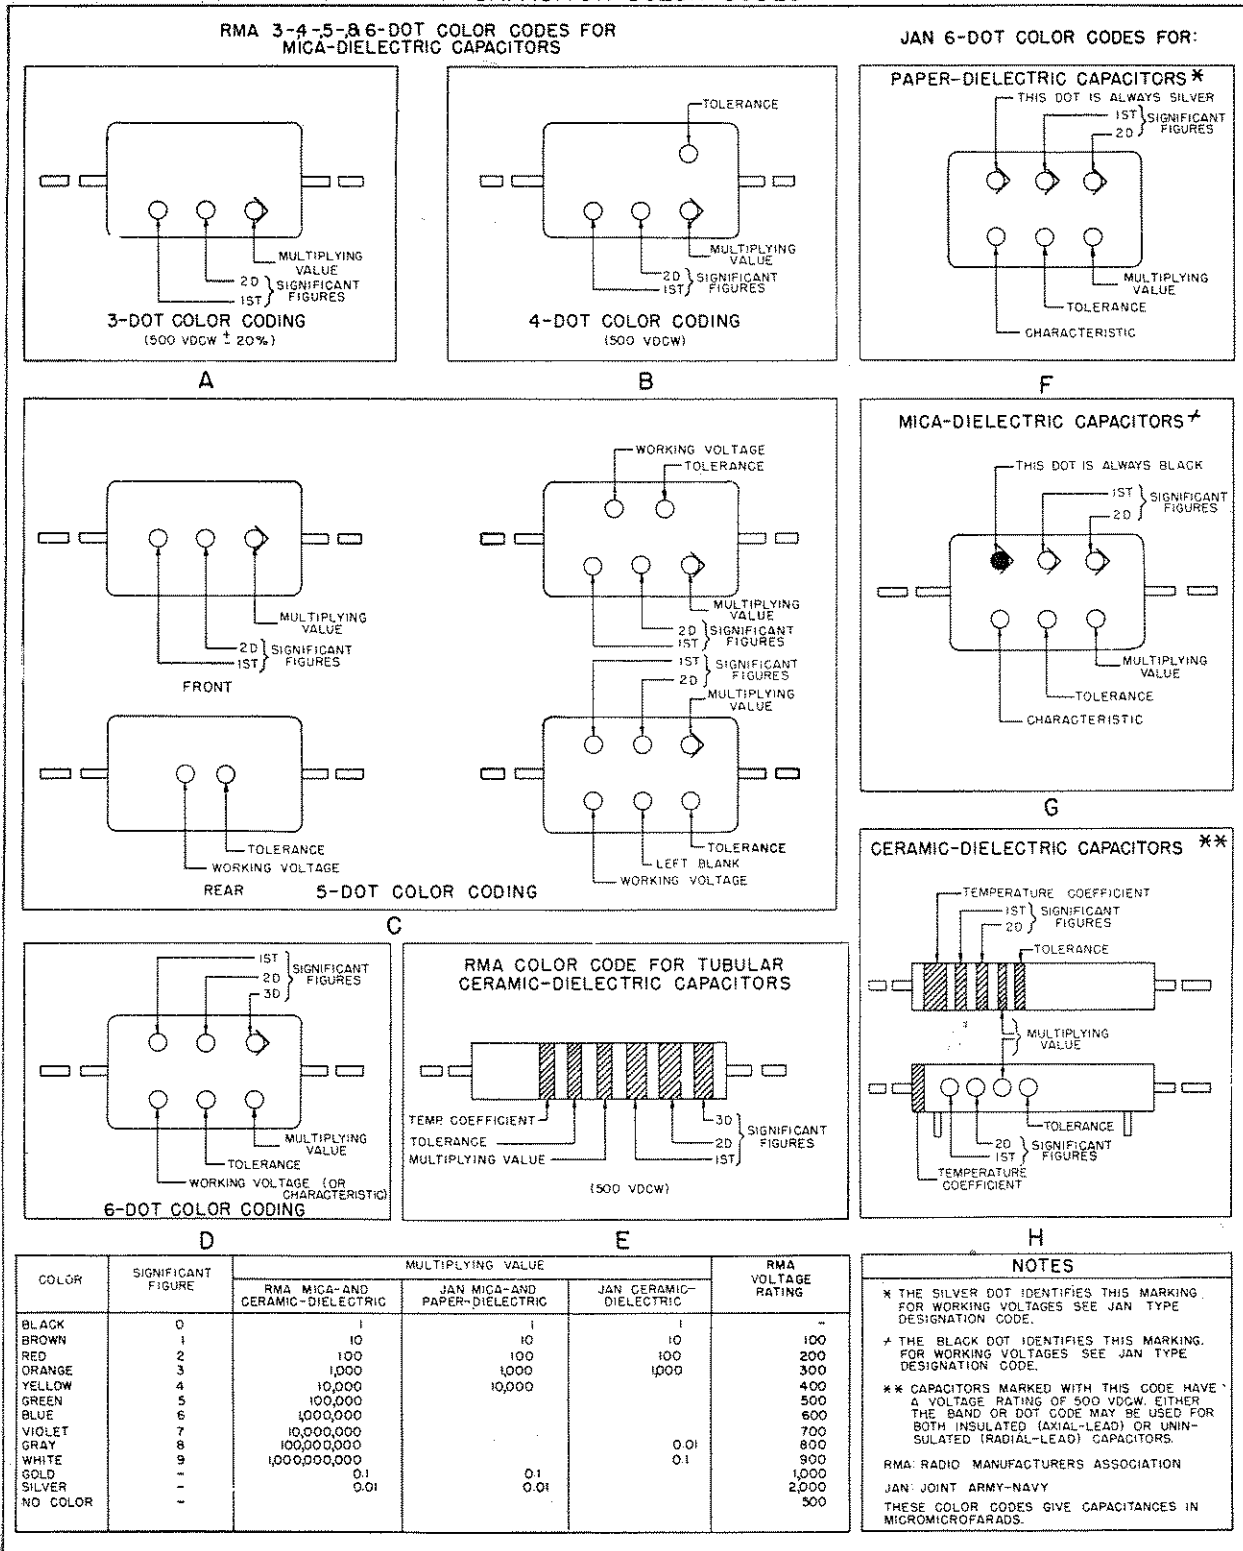 RMA 3-4-,5-,& 6-DOT COLOR CODES FOR
MICA-DIELECTRIC CAPACITORS
JAN 6-DOT COLOR CODES FOR:
MULTIPLYING
VALUE
2D
1ST
SIGNIFICANT
FIGURES
3-DOT COLOR CODING
(500 VDCW ± 20%)
A
TOLERANCE
MULTIPLYING
VALUE
2D
1ST
SIGNIFICANT
FIGURES
4-DOT COLOR CODING
(500 VDCW)
B
PAPER-DIELECTRIC CAPACITORS *
THIS DOT IS ALWAYS SILVER
1ST
2D
SIGNIFICANT
FIGURES
MULTIPLYING
VALUE
TOLERANCE
CHARACTERISTIC
F
MULTIPLYING
VALUE
2D
1ST
SIGNIFICANT
FIGURES
FRONT
TOLERANCE
WORKING VOLTAGE
REAR
WORKING VOLTAGE
TOLERANCE
MULTIPLYING
VALUE
2D
1ST
SIGNIFICANT
FIGURES
1ST
2D
SIGNIFICANT
FIGURES
MULTIPLYING
VALUE
TOLERANCE
LEFT BLANK
WORKING VOLTAGE
5-DOT COLOR CODING
C
MICA-DIELECTRIC CAPACITORS ⌿
THIS DOT IS ALWAYS BLACK
1ST
2D
SIGNIFICANT
FIGURES
MULTIPLYING
VALUE
TOLERANCE
CHARACTERISTIC
G
1ST
2D
3D
SIGNIFICANT
FIGURES
MULTIPLYING
VALUE
TOLERANCE
WORKING VOLTAGE (OR
CHARACTERISTIC)
6-DOT COLOR CODING
D
RMA COLOR CODE FOR TUBULAR
CERAMIC-DIELECTRIC CAPACITORS
TEMP. COEFFICIENT
TOLERANCE
MULTIPLYING VALUE
3D
2D
1ST
SIGNIFICANT
FIGURES
(500 VDCW)
E
CERAMIC-DIELECTRIC CAPACITORS **
TEMPERATURE COEFFICIENT
1ST
2D
SIGNIFICANT
FIGURES
TOLERANCE
MULTIPLYING
VALUE
TOLERANCE
2D
1ST
SIGNIFICANT
FIGURES
TEMPERATURE
COEFFICIENT
H
COLOR
SIGNIFICANT
FIGURE
MULTIPLYING VALUE
RMA MICA-AND
CERAMIC-DIELECTRIC
JAN MICA-AND
PAPER-DIELECTRIC
JAN CERAMIC-
DIELECTRIC
RMA
VOLTAGE
RATING
BLACK 0 1 1 1 -
BROWN 1 10 10 10 100
RED 2 100 100 100 200
ORANGE 3 1,000 1,000 1,000 300
YELLOW 4 10,000 10,000 400
GREEN 5 100,000 500
BLUE 6 1,000,000 600
VIOLET 7 10,000,000 700
GRAY 8 100,000,000 0.01 800
WHITE 9 1,000,000,000 0.1 900
GOLD - 0.1 0.1 1,000
SILVER - 0.01 0.01 2,000
NO COLOR - 500
NOTES
* THE SILVER DOT IDENTIFIES THIS MARKING.
FOR WORKING VOLTAGES SEE JAN TYPE
DESIGNATION CODE.
⌿ THE BLACK DOT IDENTIFIES THIS MARKING.
FOR WORKING VOLTAGES SEE JAN TYPE
DESIGNATION CODE.
** CAPACITORS MARKED WITH THIS CODE HAVE
A VOLTAGE RATING OF 500 VDCW. EITHER
THE BAND OR DOT CODE MAY BE USED FOR
BOTH INSULATED (AXIAL-LEAD) OR UNIN-
SULATED (RADIAL-LEAD) CAPACITORS.
RMA: RADIO MANUFACTURERS ASSOCIATION
JAN: JOINT ARMY-NAVY
THESE COLOR CODES GIVE CAPACITANCES IN
MICROMICROFARADS.